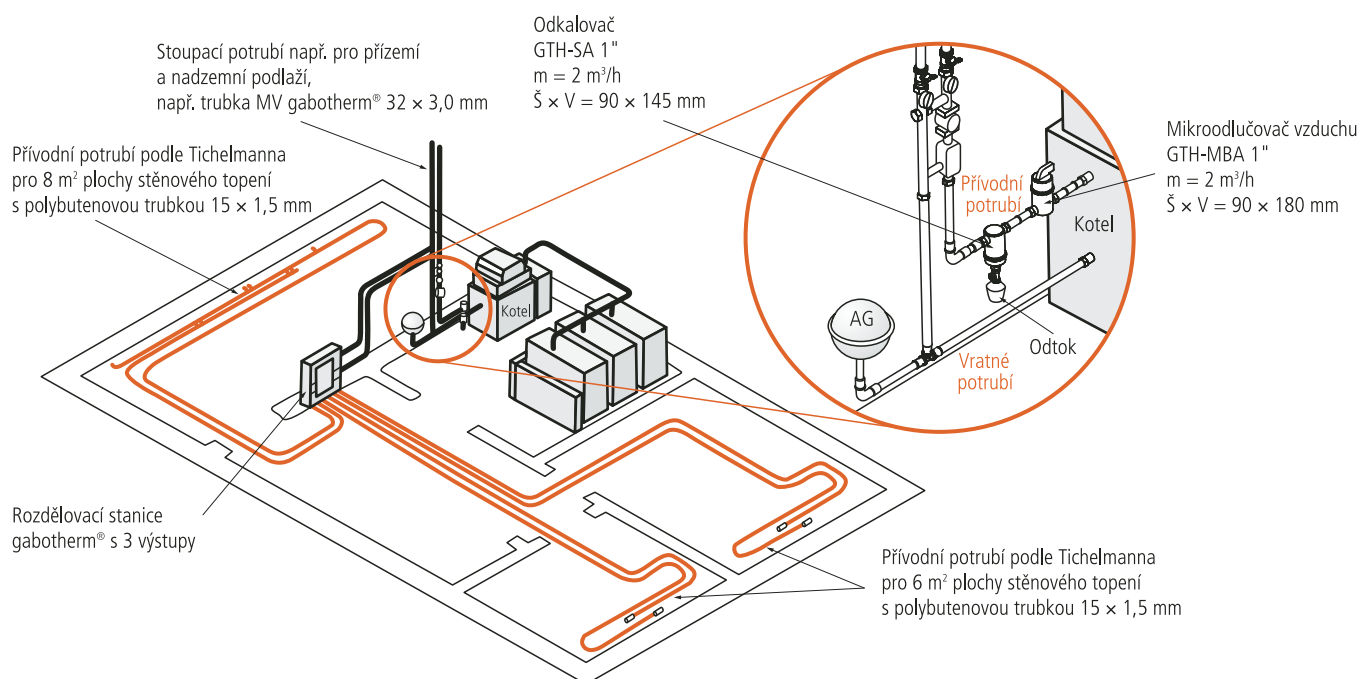 Stoupací potrubí např. pro přízemí
a nadzemní podlaží,
např. trubka MV gabotherm® 32 × 3,0 mm
Odkalovač
GTH-SA 1"
m = 2 m³/h
Š × V = 90 × 145 mm
Mikroodlučovač vzduchu
GTH-MBA 1"
m = 2 m³/h
Š × V = 90 × 180 mm
Přívodní potrubí podle Tichelmanna
pro 8 m² plochy stěnového topení
s polybutenovou trubkou 15 × 1,5 mm
Přívodní
potrubí
Kotel
Kotel
AG
Odtok
Vratné
potrubí
Rozdělovací stanice
gabotherm® s 3 výstupy
Přívodní potrubí podle Tichelmanna
pro 6 m² plochy stěnového topení
s polybutenovou trubkou 15 × 1,5 mm